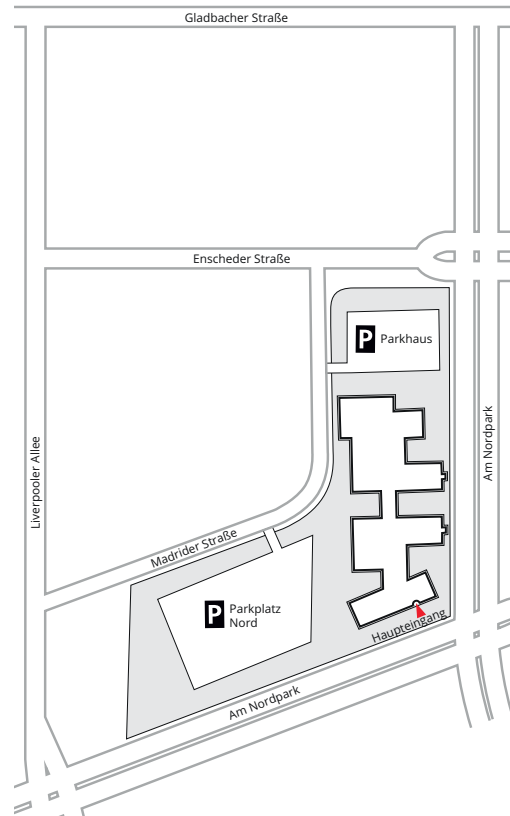 Gladbacher Straße
Enscheder Straße
P Parkhaus
Am Nordpark
Liverpooler Allee
Madrider Straße
P Parkplatz
Nord
Haupteingang
Am Nordpark